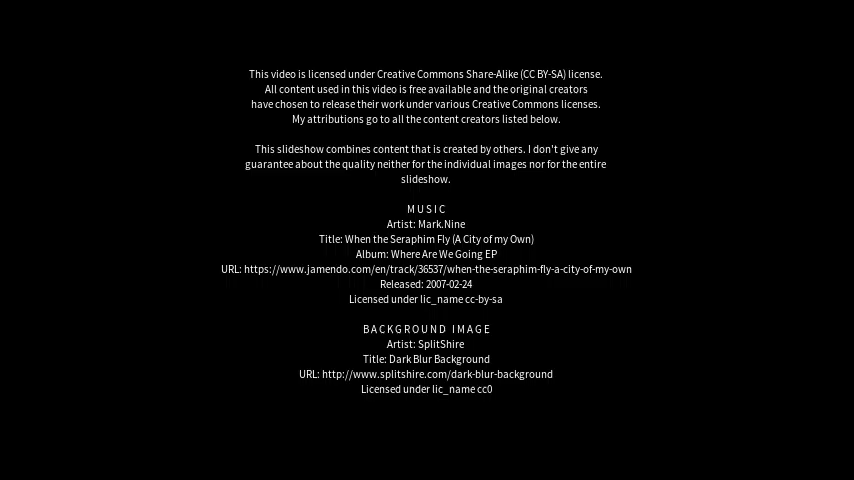 This video is licensed under Creative Commons Share-Alike (CC BY-SA) license.
All content used in this video is free available and the original creators
have chosen to release their work under various Creative Commons licenses.
My attributions go to all the content creators listed below.
This slideshow combines content that is created by others. I don't give any
guarantee about the quality neither for the individual images nor for the entire
slideshow.
MUSIC
Artist: Mark.Nine
Title: When the Seraphim Fly (A City of my Own)
Album: Where Are We Going EP
URL: https://www.jamendo.com/en/track/36537/when-the-seraphim-fly-a-city-of-my-own
Released: 2007-02-24
Licensed under lic_name cc-by-sa
BACKGROUND IMAGE
Artist: SplitShire
Title: Dark Blur Background
URL: http://www.splitshire.com/dark-blur-background
Licensed under lic_name cc0